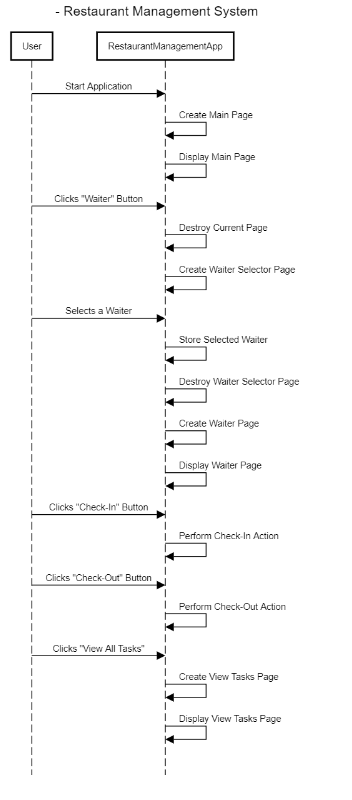 - Restaurant Management System
User
RestaurantManagementApp
Start Application
Create Main Page
Display Main Page
Clicks "Waiter" Button
Destroy Current Page
Create Waiter Selector Page
Selects a Waiter
Store Selected Waiter
Destroy Waiter Selector Page
Create Waiter Page
Display Waiter Page
Clicks "Check-In" Button
Perform Check-In Action
Clicks "Check-Out" Button
Perform Check-Out Action
Clicks "View All Tasks"
Create View Tasks Page
Display View Tasks Page